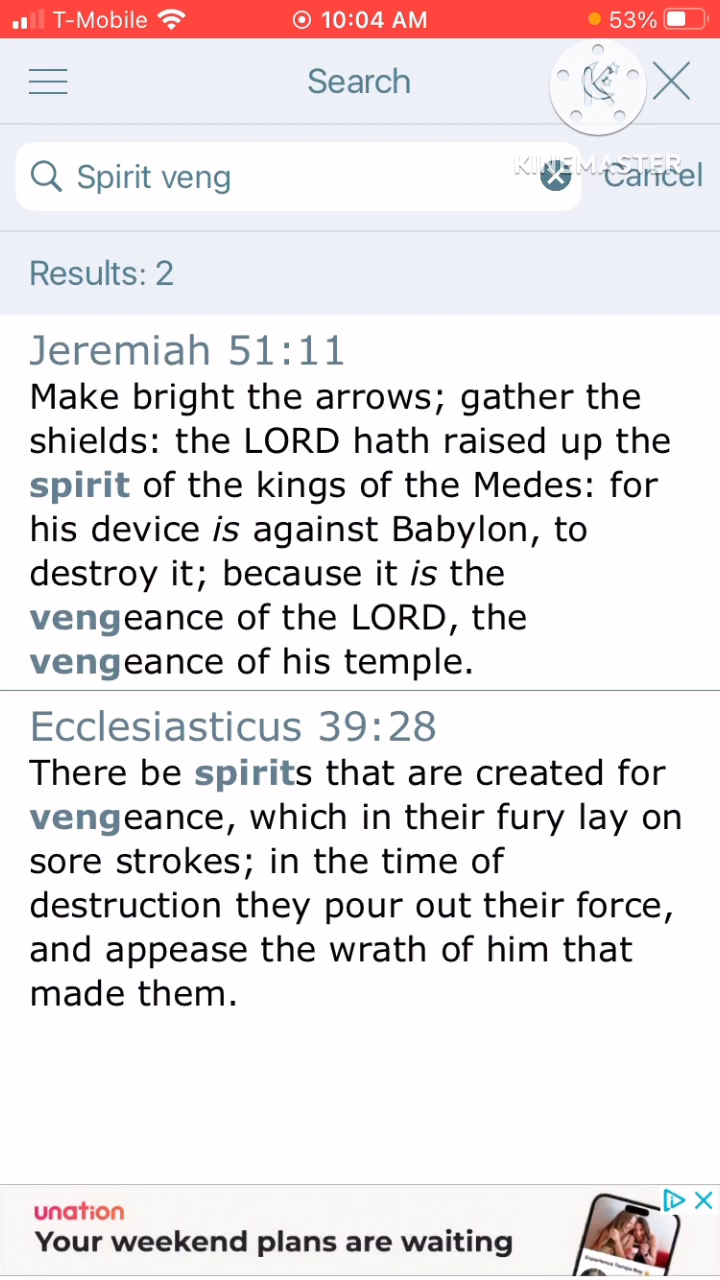 T-Mobile 10:04 AM 53%
Search
KINEMASTER
Spirit veng Cancel
Results: 2
Jeremiah 51:11
Make bright the arrows; gather the
shields: the LORD hath raised up the
spirit of the kings of the Medes: for
his device is against Babylon, to
destroy it; because it is the
vengeance of the LORD, the
vengeance of his temple.
Ecclesiasticus 39:28
There be spirits that are created for
vengeance, which in their fury lay on
sore strokes; in the time of
destruction they pour out their force,
and appease the wrath of him that
made them.
unation
Your weekend plans are waiting